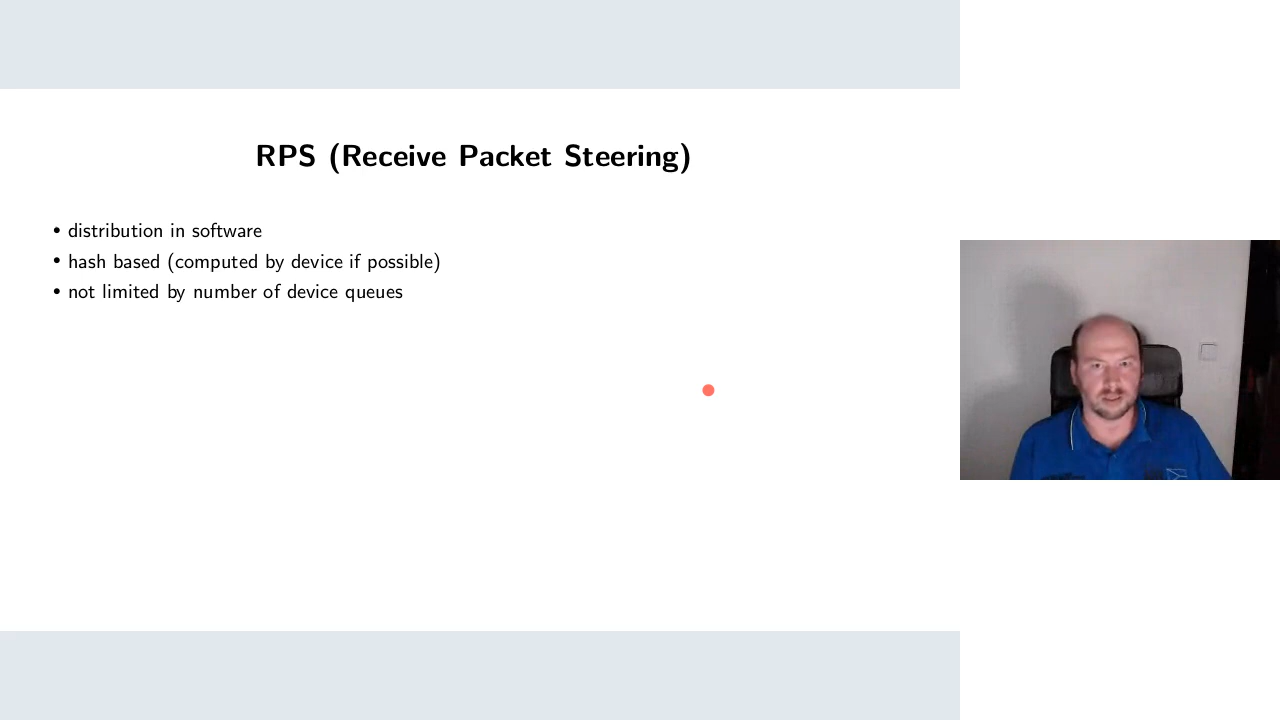 RPS (Receive Packet Steering)
• distribution in software
• hash based (computed by device if possible)
• not limited by number of device queues